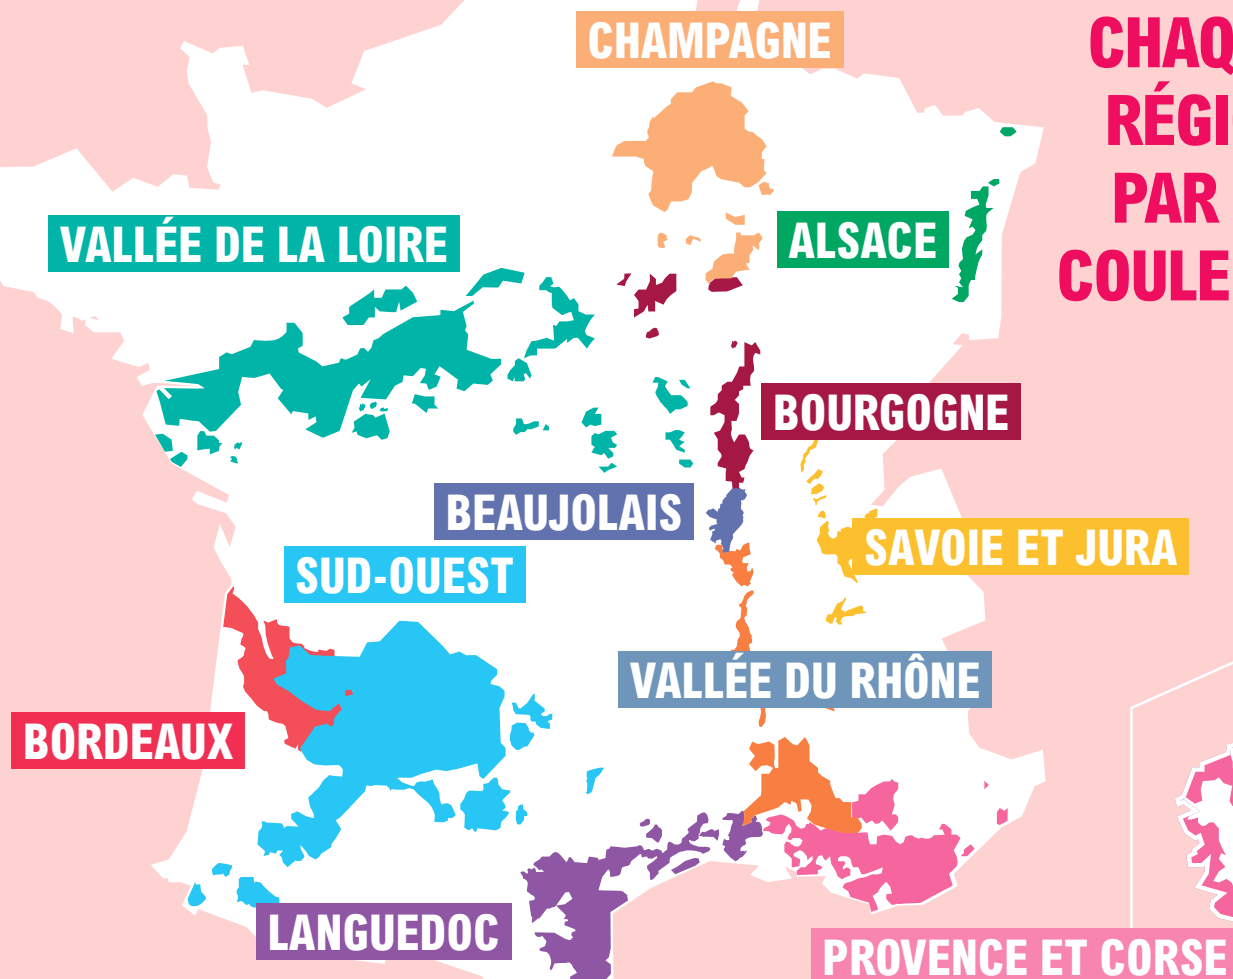 CHAMPAGNE
CHAQ
RÉGI
PAR
COULE
VALLÉE DE LA LOIRE
ALSACE
BOURGOGNE
BEAUJOLAIS
SAVOIE ET JURA
SUD-OUEST
VALLÉE DU RHÔNE
BORDEAUX
LANGUEDOC
PROVENCE ET CORSE